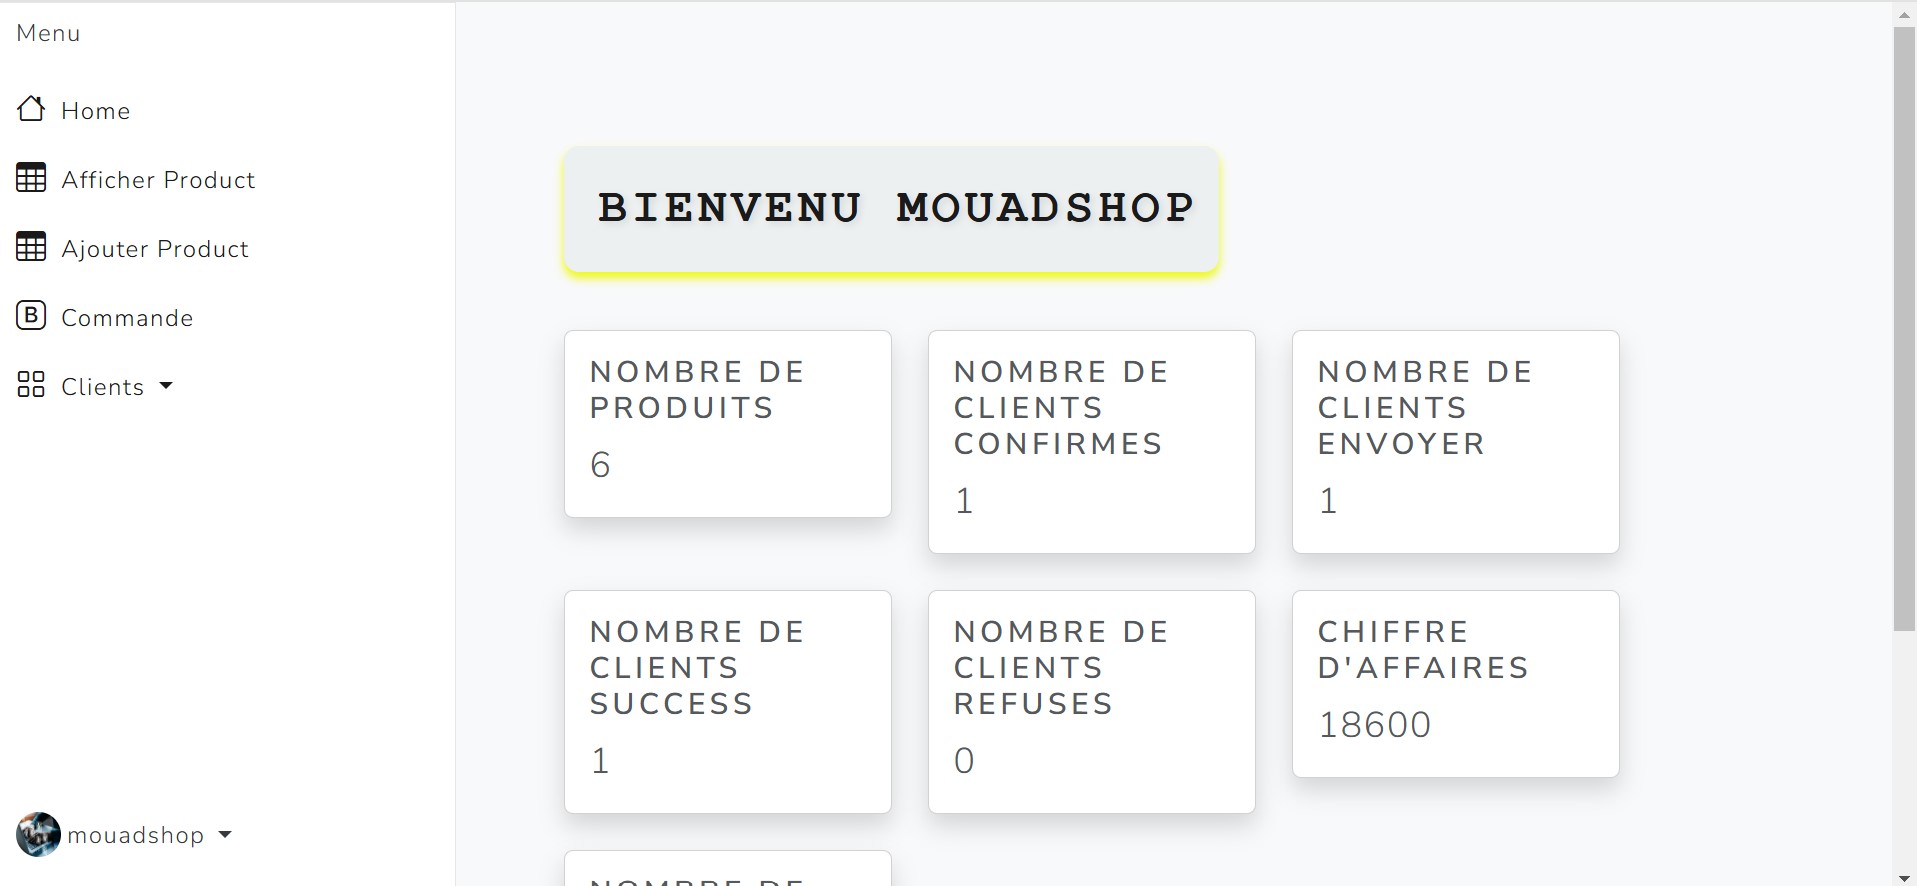 Menu
Home
Afficher Product
Ajouter Product
B Commande
Clients
mouadshop
BIENVENU MOUADSHOP
NOMBRE DE
PRODUITS
6
NOMBRE DE
CLIENTS
CONFIRMES
1
NOMBRE DE
CLIENTS
ENVOYER
1
NOMBRE DE
CLIENTS
SUCCESS
1
NOMBRE DE
CLIENTS
REFUSES
0
CHIFFRE
D'AFFAIRES
18600
NOMBRE DE